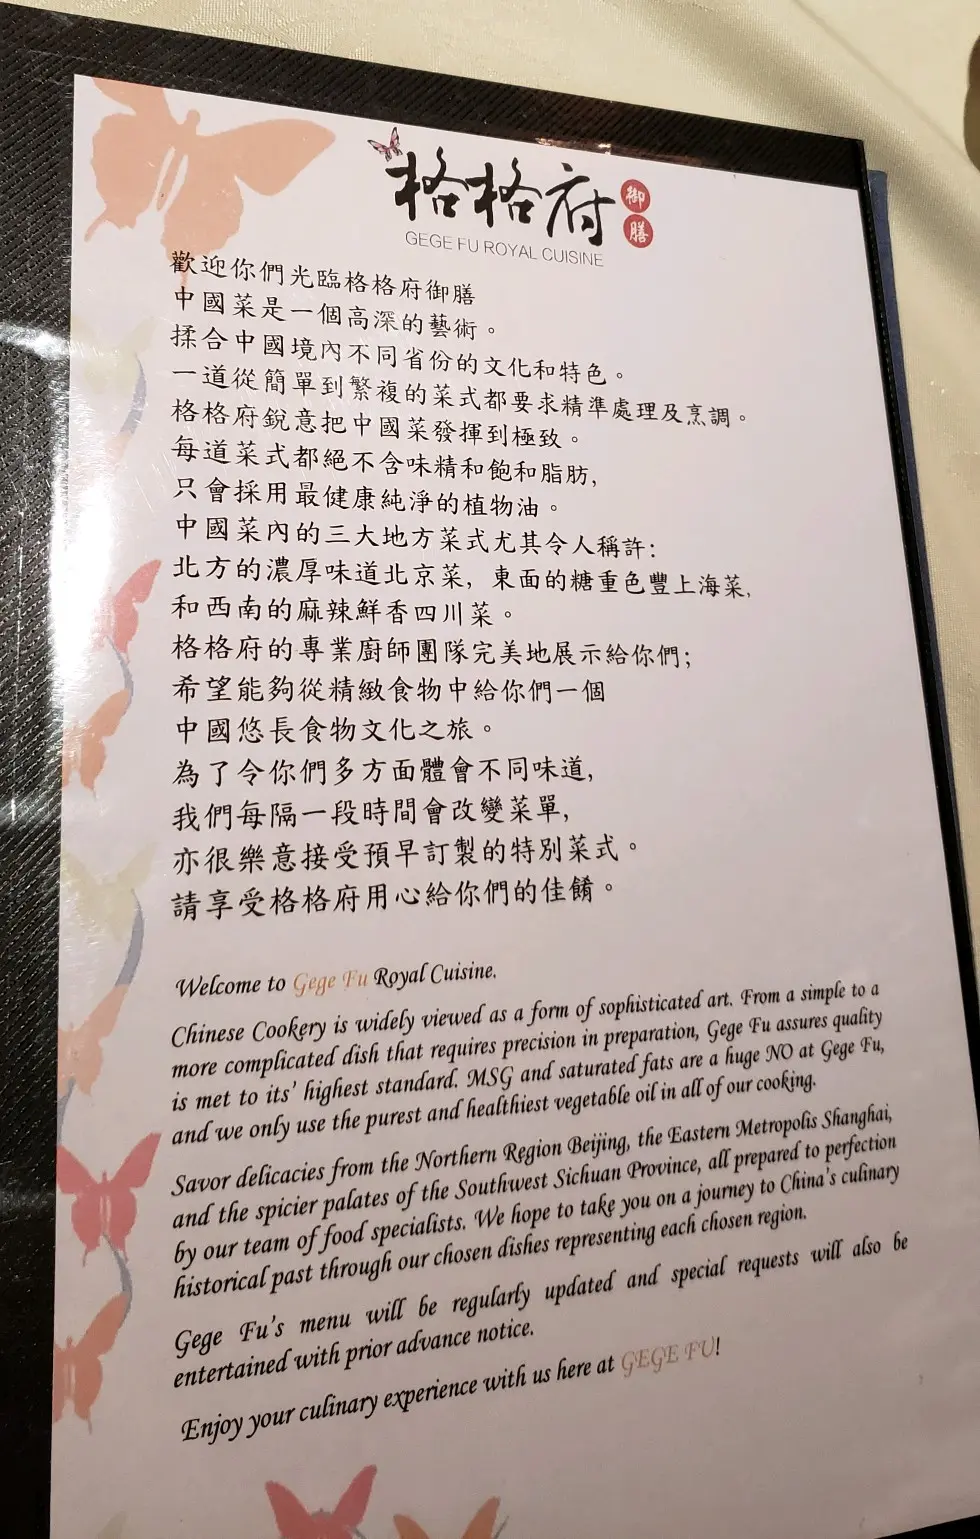 格格府 御膳
GEGE FU ROYAL CUISINE
歡迎你們光臨格格府御膳
中國菜是一個高深的藝術。
揉合中國境內不同省份的文化和特色。
一道從簡單到繁複的菜式都要求精準處理及烹調。
格格府銳意把中國菜發揮到極致。
每道菜式都絕不含味精和飽和脂肪,
只會採用最健康純淨的植物油。
中國菜內的三大地方菜式尤其令人稱許:
北方的濃厚味道北京菜, 東面的糖重色豐上海菜,
和西南的麻辣鮮香四川菜。
格格府的專業廚師團隊完美地展示給你們;
希望能夠從精緻食物中給你們一個
中國悠長食物文化之旅。
為了令你們多方面體會不同味道,
我們每隔一段時間會改變菜單,
亦很樂意接受預早訂製的特別菜式。
請享受格格府用心給你們的佳餚。
Welcome to Gege Fu Royal Cuisine.
Chinese Cookery is widely viewed as a form of sophisticated art. From a simple to a
more complicated dish that requires precision in preparation, Gege Fu assures quality
is met to its' highest standard. MSG and saturated fats are a huge NO at Gege Fu,
and we only use the purest and healthiest vegetable oil in all of our cooking.
Savor delicacies from the Northern Region Beijing, the Eastern Metropolis Shanghai,
and the spicier palates of the Southwest Sichuan Province, all prepared to perfection
by our team of food specialists. We hope to take you on a journey to China's culinary
historical past through our chosen dishes representing each chosen region.
Gege Fu's menu will be regularly updated and special requests will also be
entertained with prior advance notice.
Enjoy your culinary experience with us here at GEGE FU!